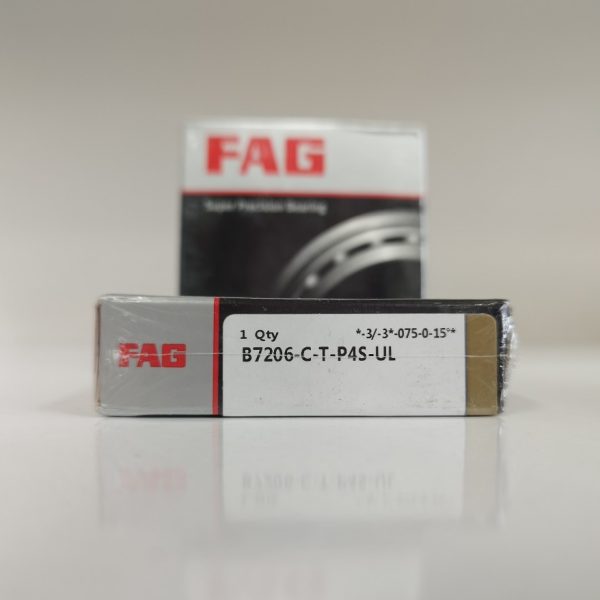 FAG
Super Precision Bearing
1 Qty *-3/-3*-075-0-15°*
B7206-C-T-P4S-UL
FAG